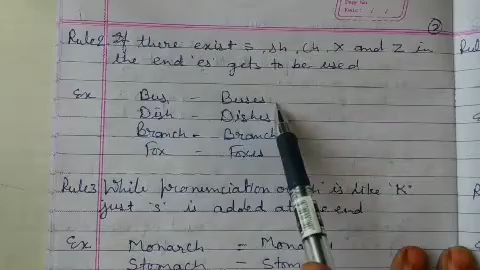 ②
Rule2 If there exist s, sh, ch, x and z in
the end 'es' gets to be used
Ex Bus - Buses
Dish - Dishes
Branch - Branch
Fox - Foxes
Rule3 While pronunciation of is like "K"
just 's' is added at the end
Ex Monarch = Mona
Stomach - Stom